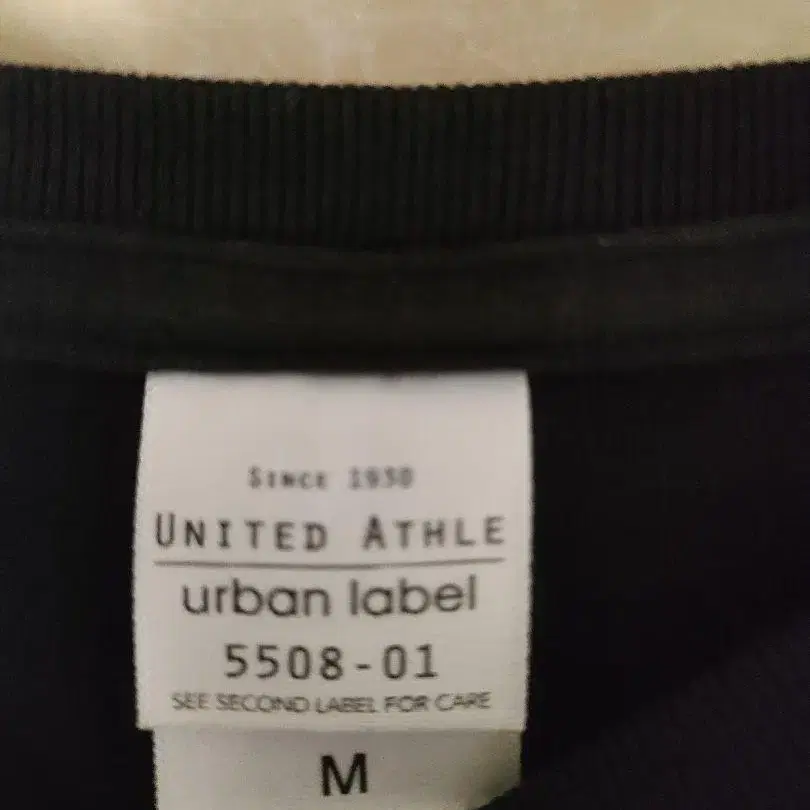 SINCE 1930
UNITED ATHLE
urban label
5508-01
SEE SECOND LABEL FOR CARE
M